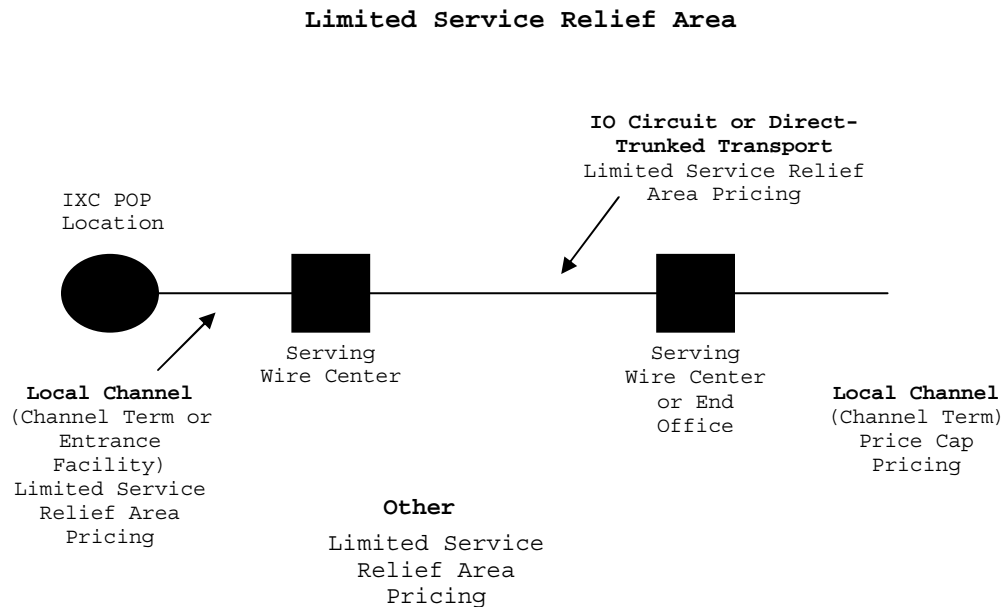 Limited Service Relief Area
IO Circuit or Direct-
Trunked Transport
Limited Service Relief
Area Pricing
IXC POP
Location
Serving
Wire Center
Serving
Wire Center
or End
Office
Local Channel
(Channel Term or
Entrance
Facility)
Limited Service
Relief Area
Pricing
Local Channel
(Channel Term)
Price Cap
Pricing
Other
Limited Service
Relief Area
Pricing